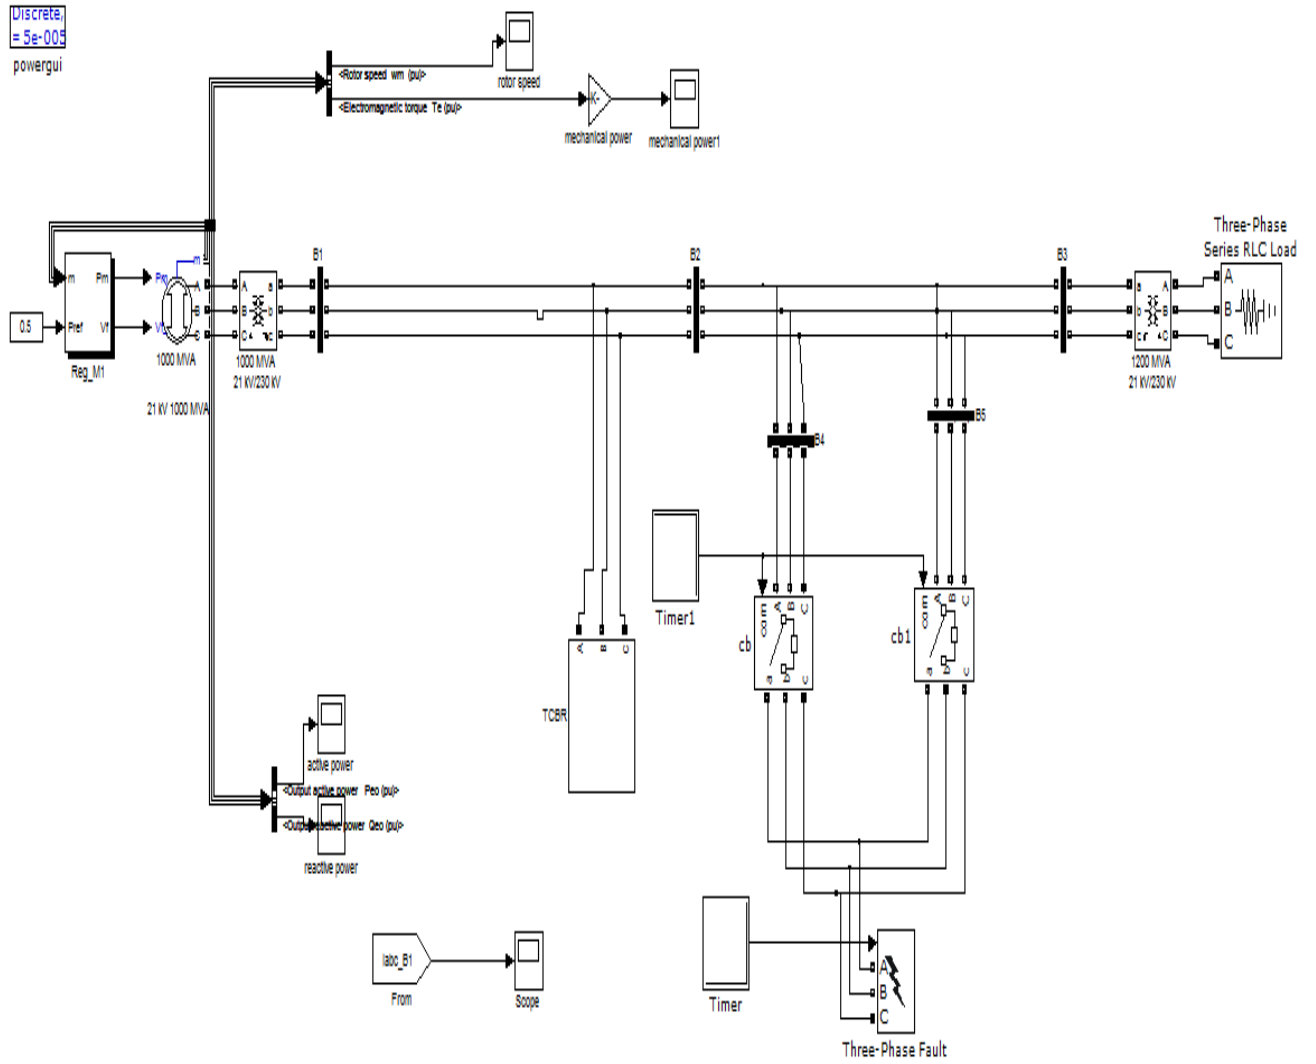 Discrete,
= 5e-005
powergui
<Rotor speed wm (pu)>
rotor speed
<Electromagnetic torque Te (pu)>
K-
mechanical power
mechanical power1
Three-Phase
Series RLC Load
B1
B2
B3
m
m
Pm
Pm
A
A
a
a
A
A
B
B
b
b
B
B
0.5
Pref
Vf
Vf
C
C
c
c
C
C
Reg_M1
1000 MVA
1000 MVA
21 kV/230 kV
1200 MVA
21 kV/230 kV
21 kV 1000 MVA
B4
B5
Timer1
com
A
B
C
a
b
c
cb
com
A
B
C
a
b
c
cb1
A
B
C
TCBR
active power
<Output active power Peo (pu)>
<Output reactive power Qeo (pu)>
reactive power
Iabc_B1
From
Scope
Timer
A
B
C
Three-Phase Fault